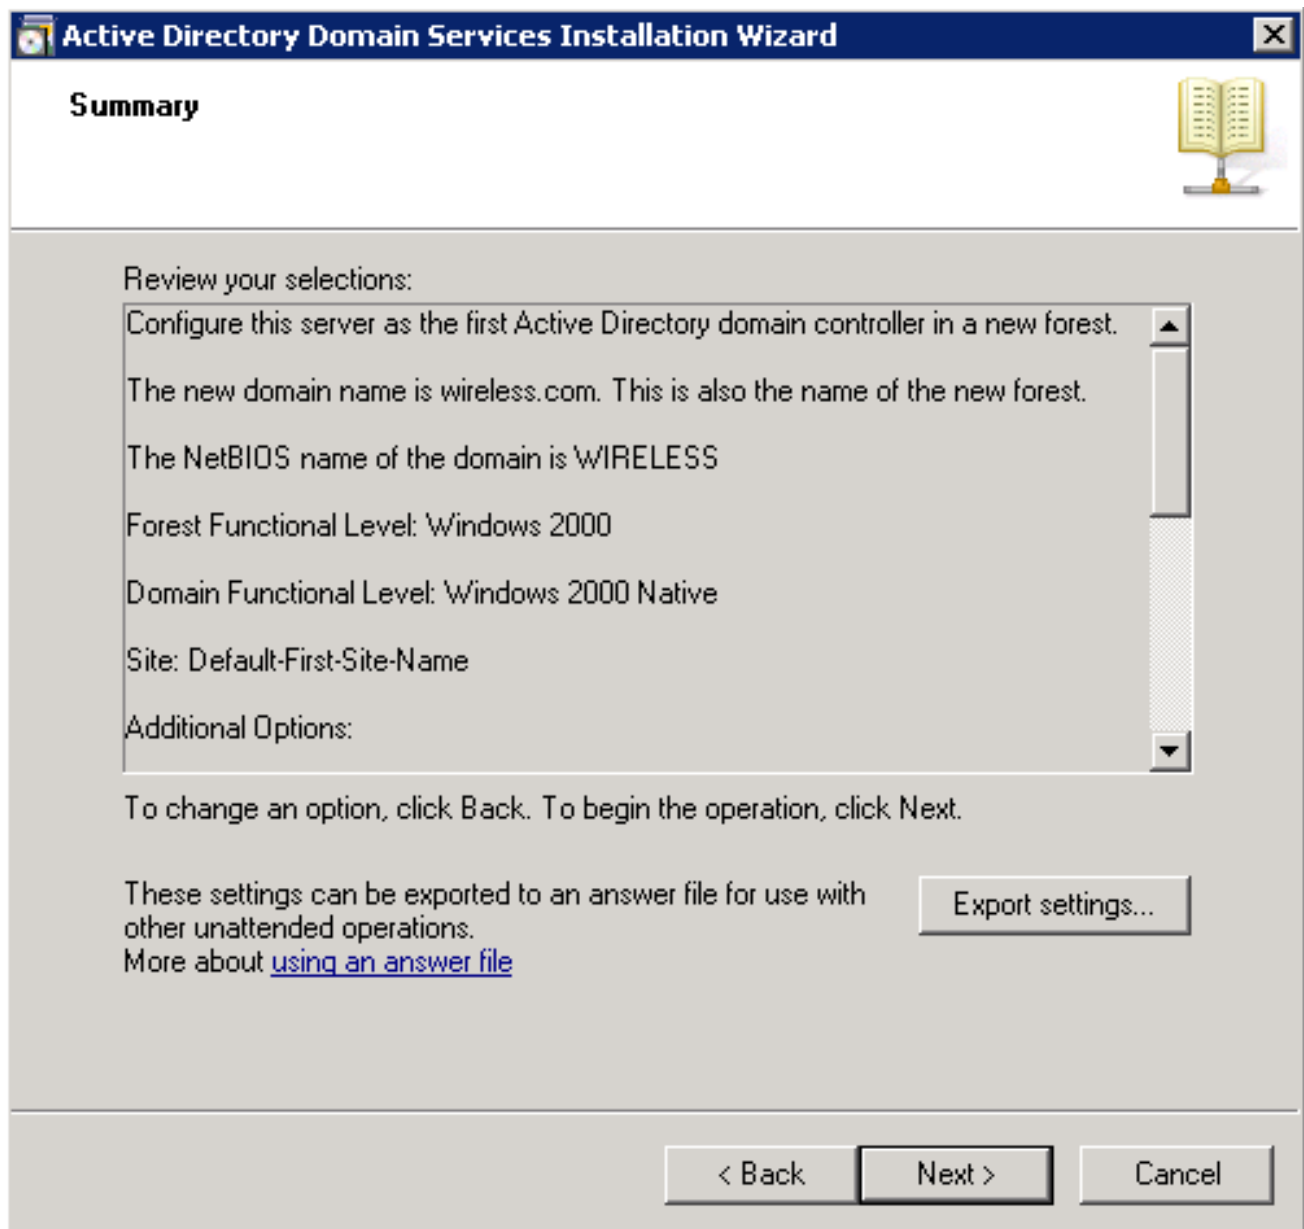 Active Directory Domain Services Installation Wizard
Summary
Review your selections:
Configure this server as the first Active Directory domain controller in a new forest.
The new domain name is wireless.com. This is also the name of the new forest.
The NetBIOS name of the domain is WIRELESS
Forest Functional Level: Windows 2000
Domain Functional Level: Windows 2000 Native
Site: Default-First-Site-Name
Additional Options:
To change an option, click Back. To begin the operation, click Next.
These settings can be exported to an answer file for use with
other unattended operations.
More about using an answer file
Export settings...
< Back
Next >
Cancel